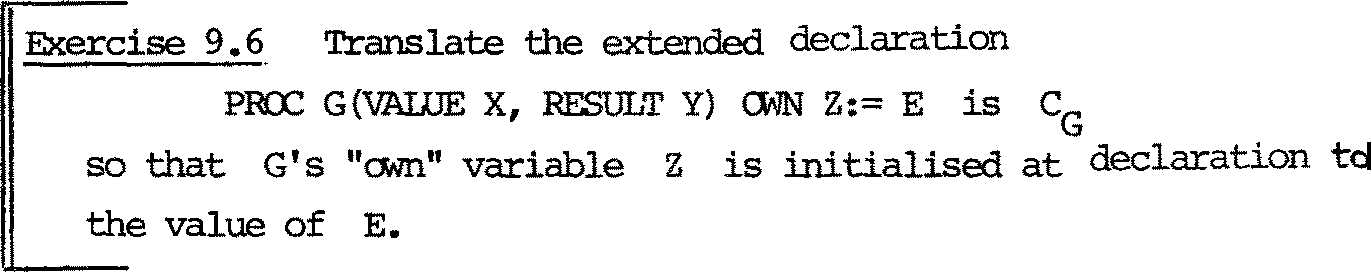 Exercise 9.6 Translate the extended declaration
PROC G(VALUE X, RESULT Y) OWN Z:= E is C_G
so that G's "own" variable Z is initialised at declaration to
the value of E.